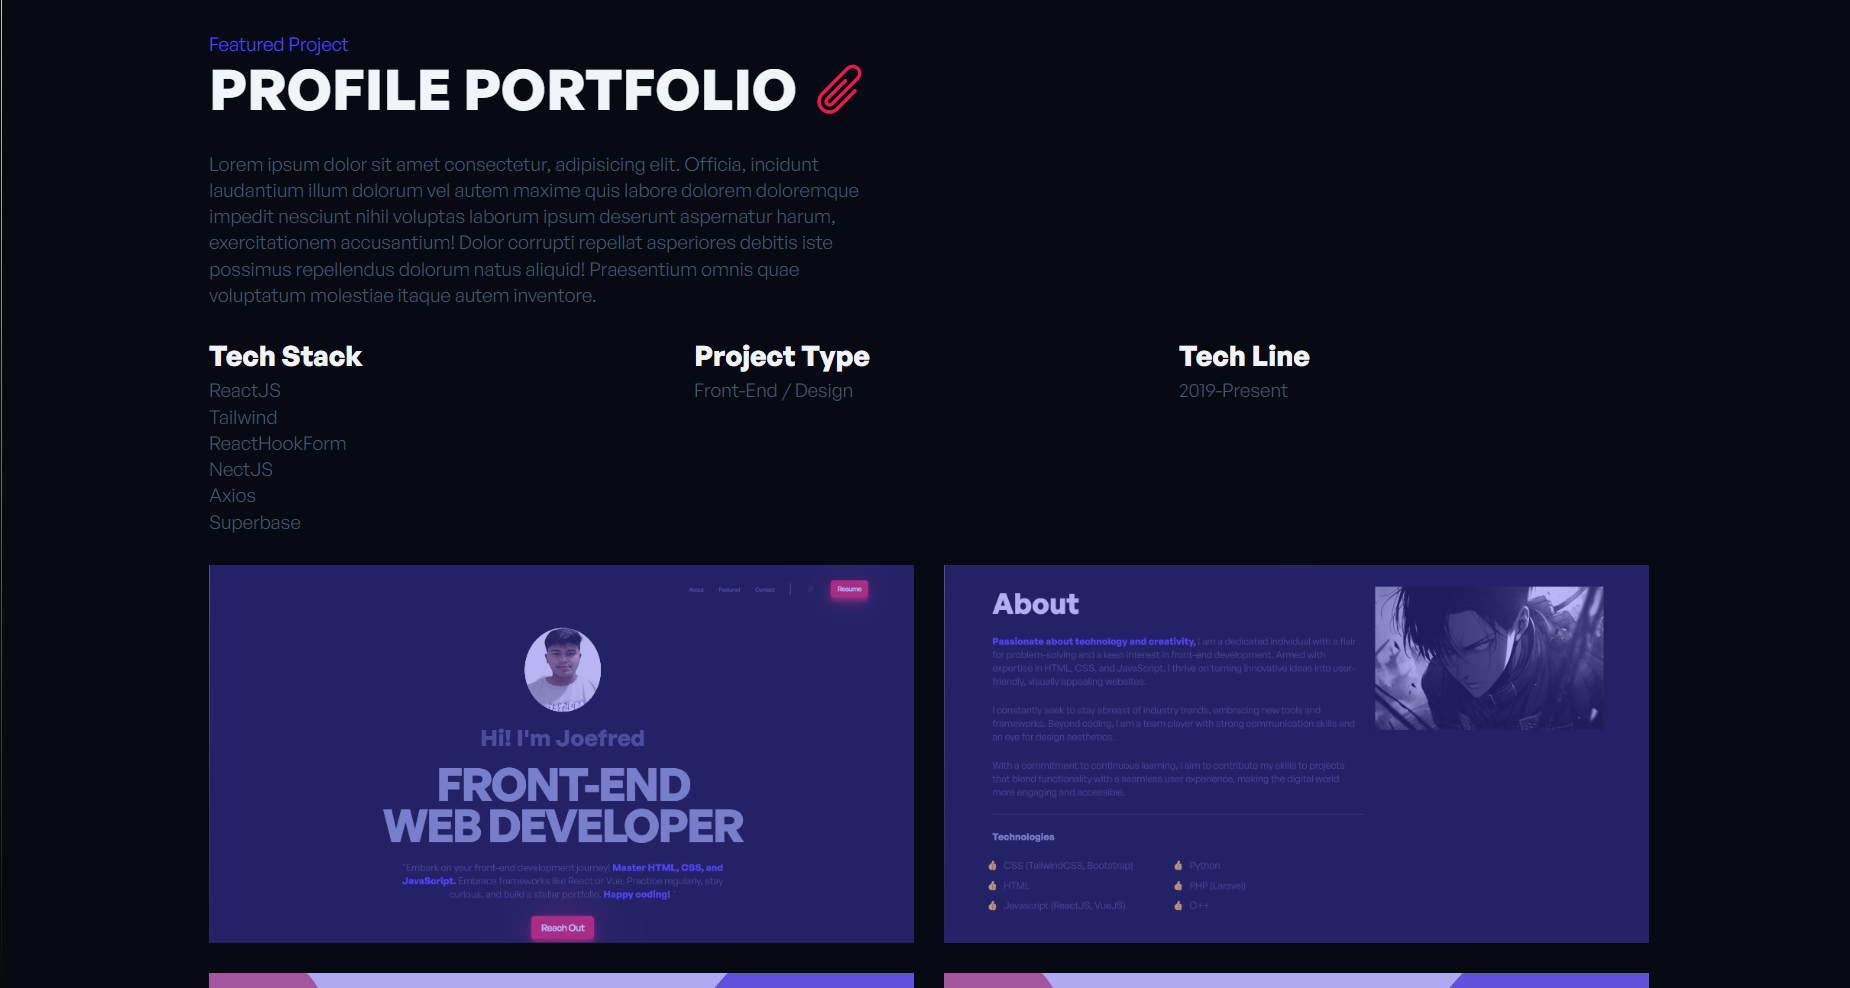 Featured Project
PROFILE PORTFOLIO
Lorem ipsum dolor sit amet consectetur, adipisicing elit. Officia, incidunt
laudantium illum dolorum vel autem maxime quis labore dolorem doloremque
impedit nesciunt nihil voluptas laborum ipsum deserunt aspernatur harum,
exercitationem accusantium! Dolor corrupti repellat asperiores debitis iste
possimus repellendus dolorum natus aliquid! Praesentium omnis quae
voluptatum molestiae itaque autem inventore.
Tech Stack
ReactJS
Tailwind
ReactHookForm
NectJS
Axios
Superbase
Project Type
Front-End / Design
Tech Line
2019-Present
About Featured Contact Resume
Hi! I'm Joefred
FRONT-END
WEB DEVELOPER
"Embark on your front-end development journey! Master HTML, CSS, and
JavaScript. Embrace frameworks like React or Vue. Practice regularly, stay
curious, and build a stellar portfolio. Happy coding! "
Reach Out
About
Passionate about technology and creativity, I am a dedicated individual with a flair
for problem-solving and a keen interest in front-end development. Armed with
expertise in HTML, CSS, and JavaScript, I thrive on turning innovative ideas into user-
friendly, visually appealing websites.
I constantly seek to stay abreast of industry trends, embracing new tools and
frameworks. Beyond coding, I am a team player with strong communication skills and
an eye for design aesthetics.
With a commitment to continuous learning, I aim to contribute my skills to projects
that blend functionality with a seamless user experience, making the digital world
more engaging and accessible.
Technologies
CSS (TailwindCSS, Bootstrap)
HTML
Javascript (ReactJS, VueJS)
Python
PHP (Laravel)
C++